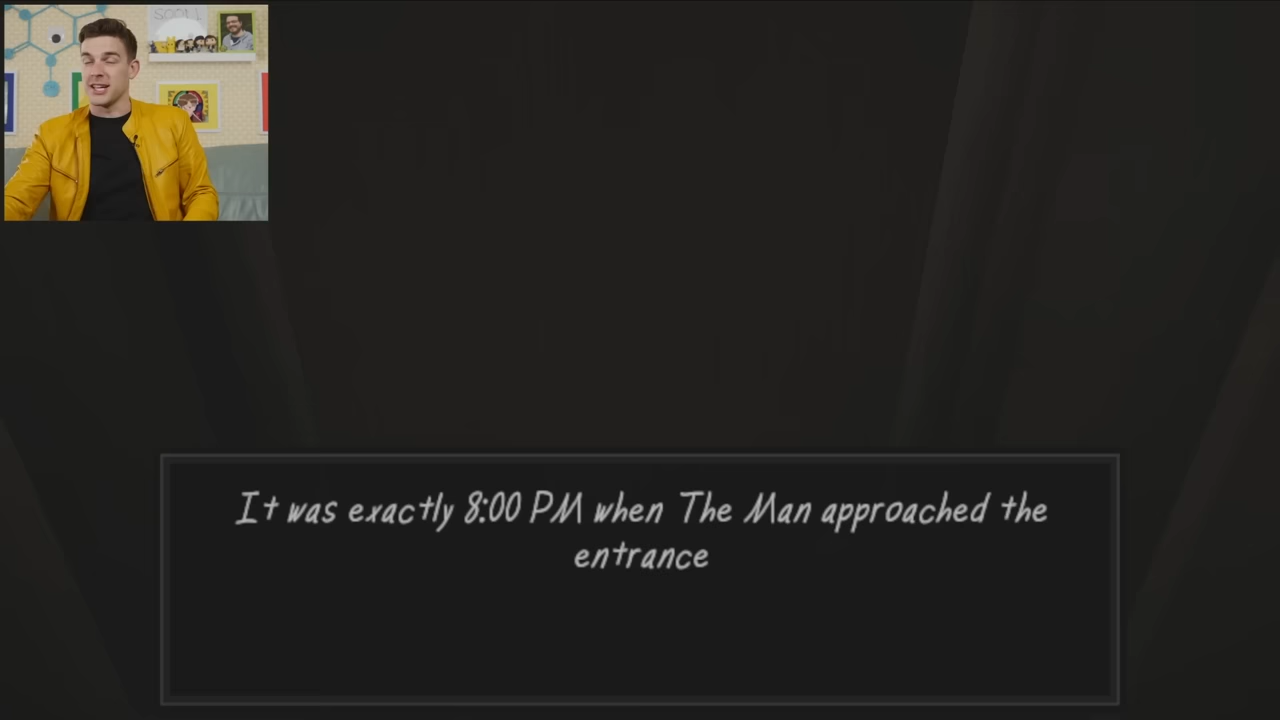 It was exactly 8:00 PM when The Man approached the
entrance